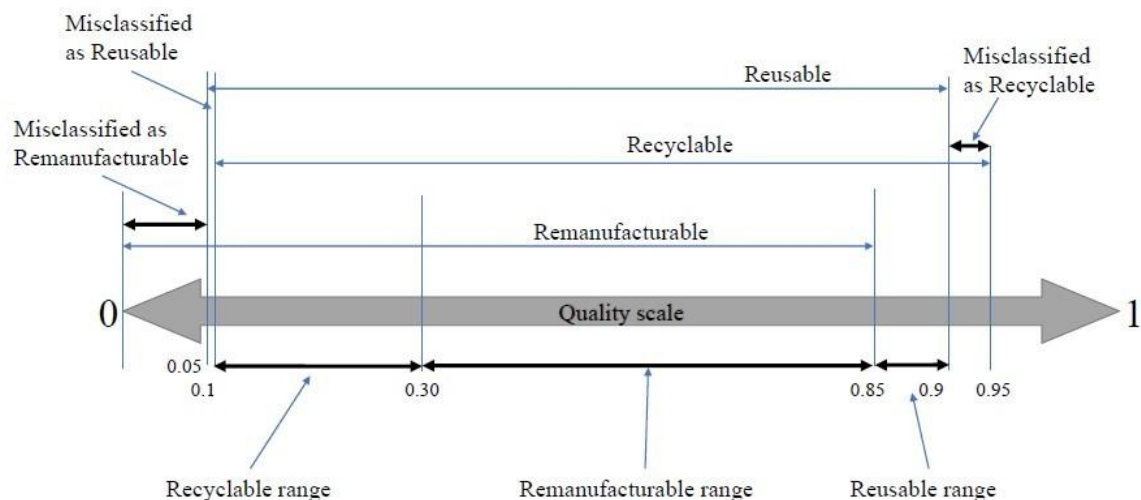 Misclassified
as Reusable
Misclassified
as Recyclable
Reusable
Misclassified as
Remanufacturable
Recyclable
Remanufacturable
0
Quality scale
1
0.05
0.1
0.30
0.85
0.9
0.95
Recyclable range
Remanufacturable range
Reusable range